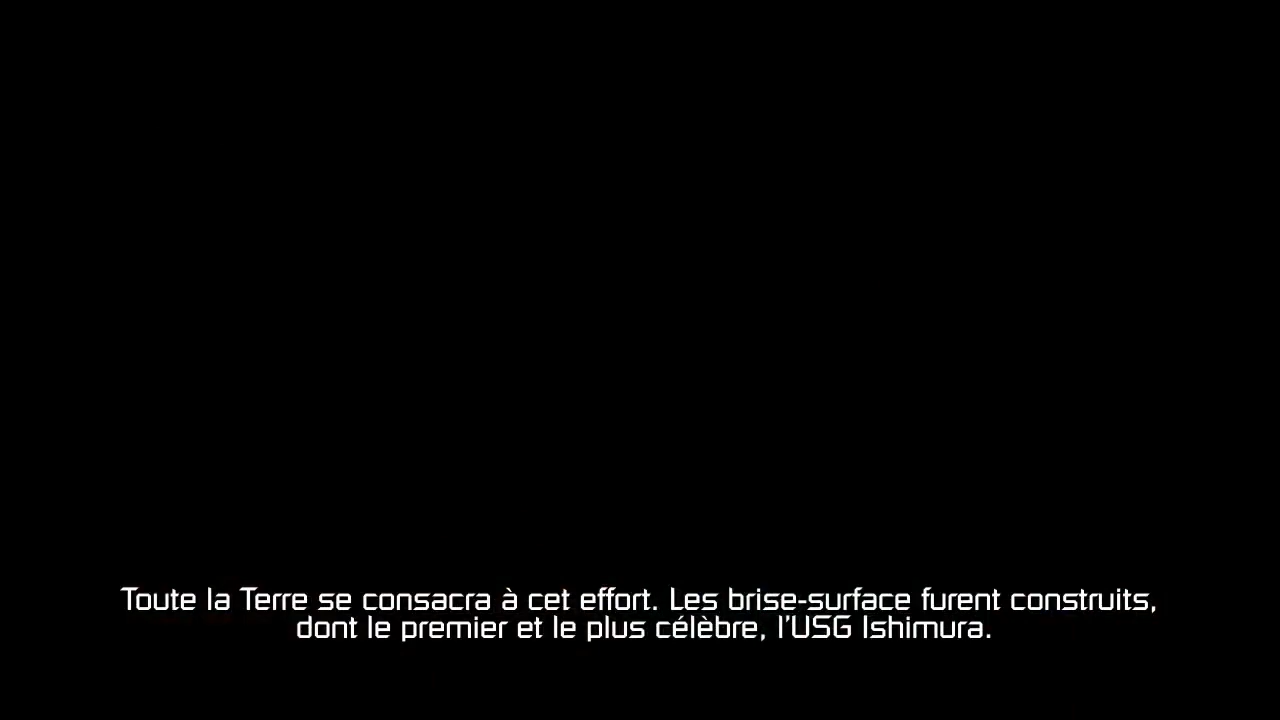 Toute la Terre se consacra à cet effort. Les brise-surface furent construits,
dont le premier et le plus célèbre, l'USG Ishimura.